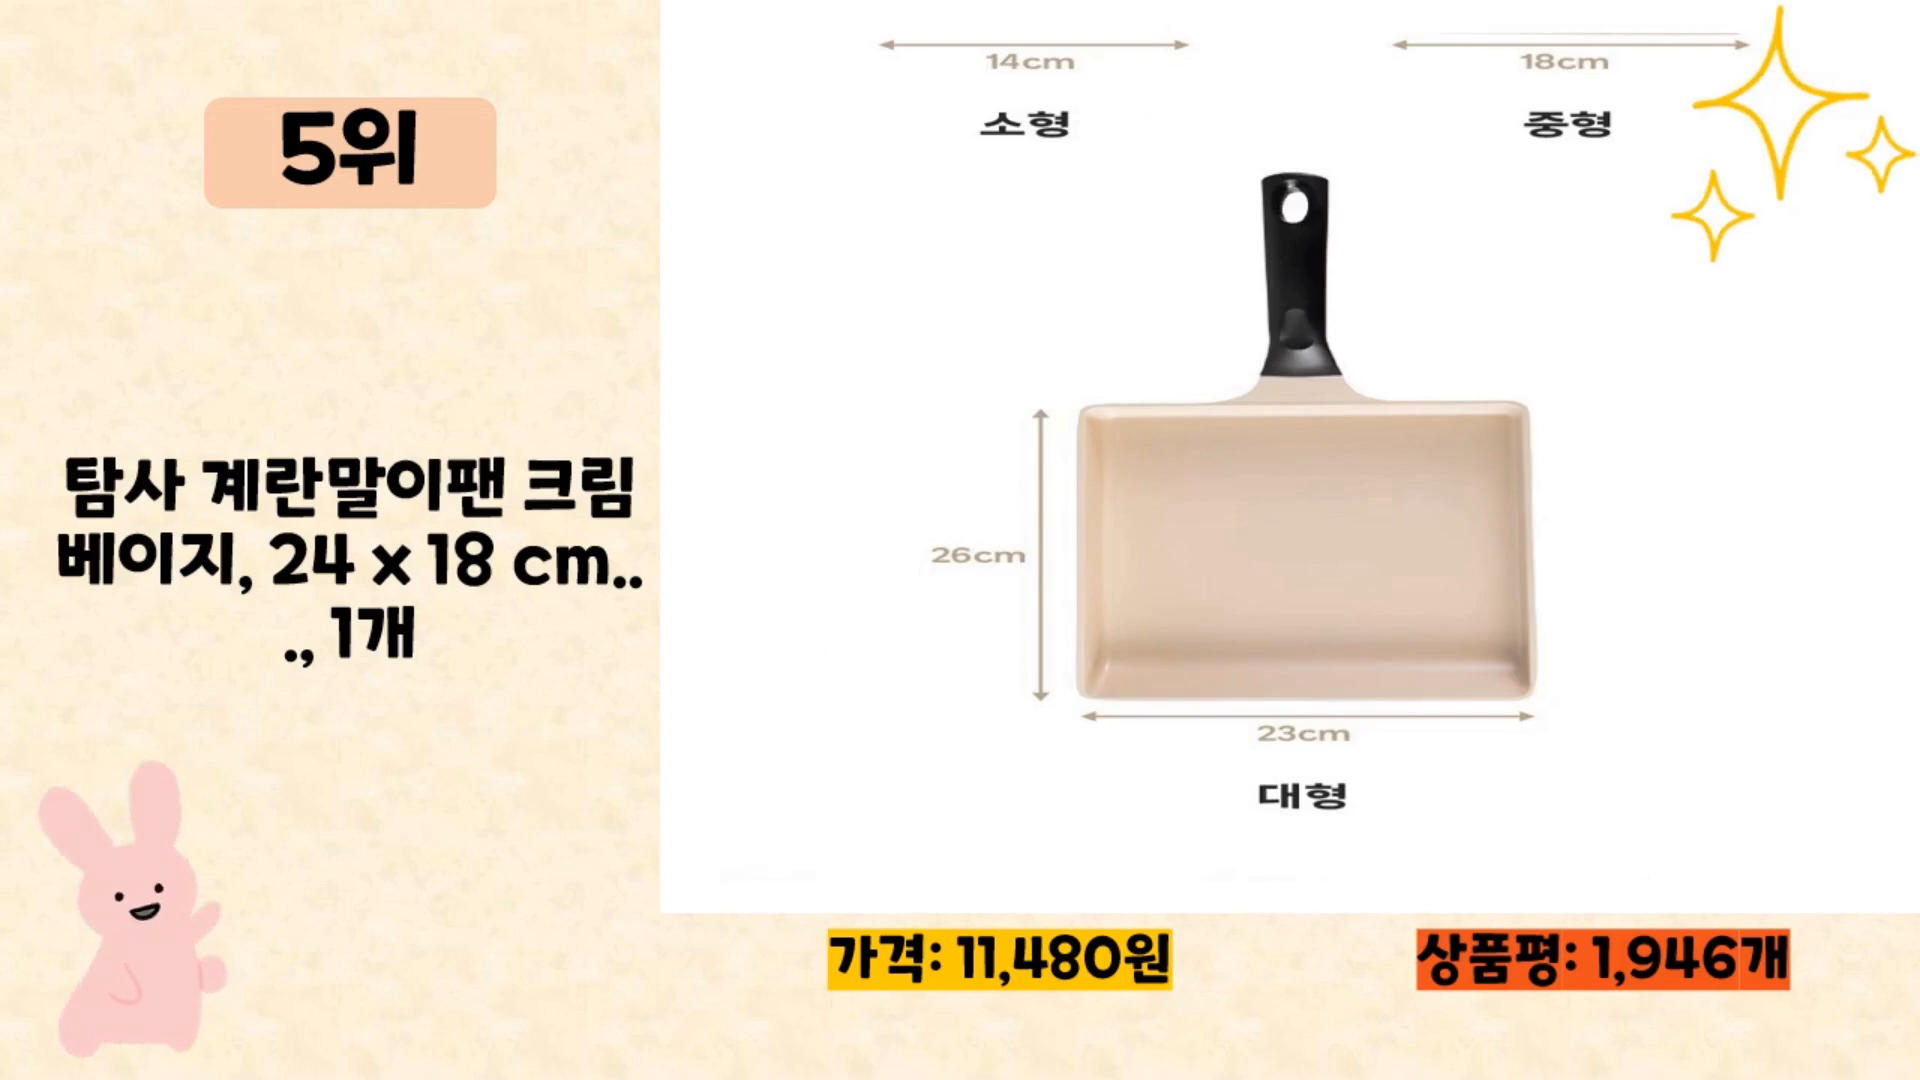 5위
탐사 계란말이팬 크림
베이지, 24 x 18 cm..
., 1개
14cm
18cm
소형
중형
26cm
23cm
대형
가격: 11,480원
상품평: 1,946개